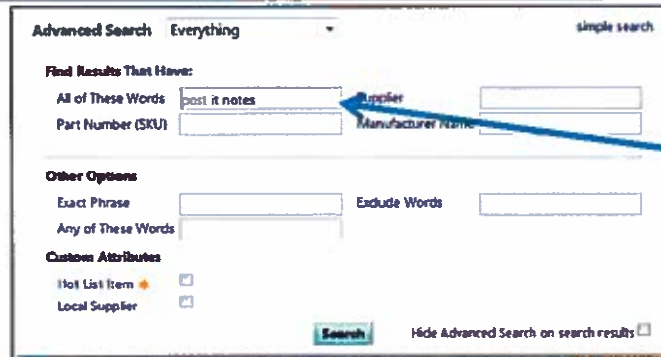 Advanced Search Everything simple search
Find Results That Have:
All of These Words post it notes Supplier
Part Number (SKU) Manufacturer Name
Other Options
Exact Phrase Exclude Words
Any of These Words
Custom Attributes
Hot List Item
Local Supplier
Search Hide Advanced Search on search results